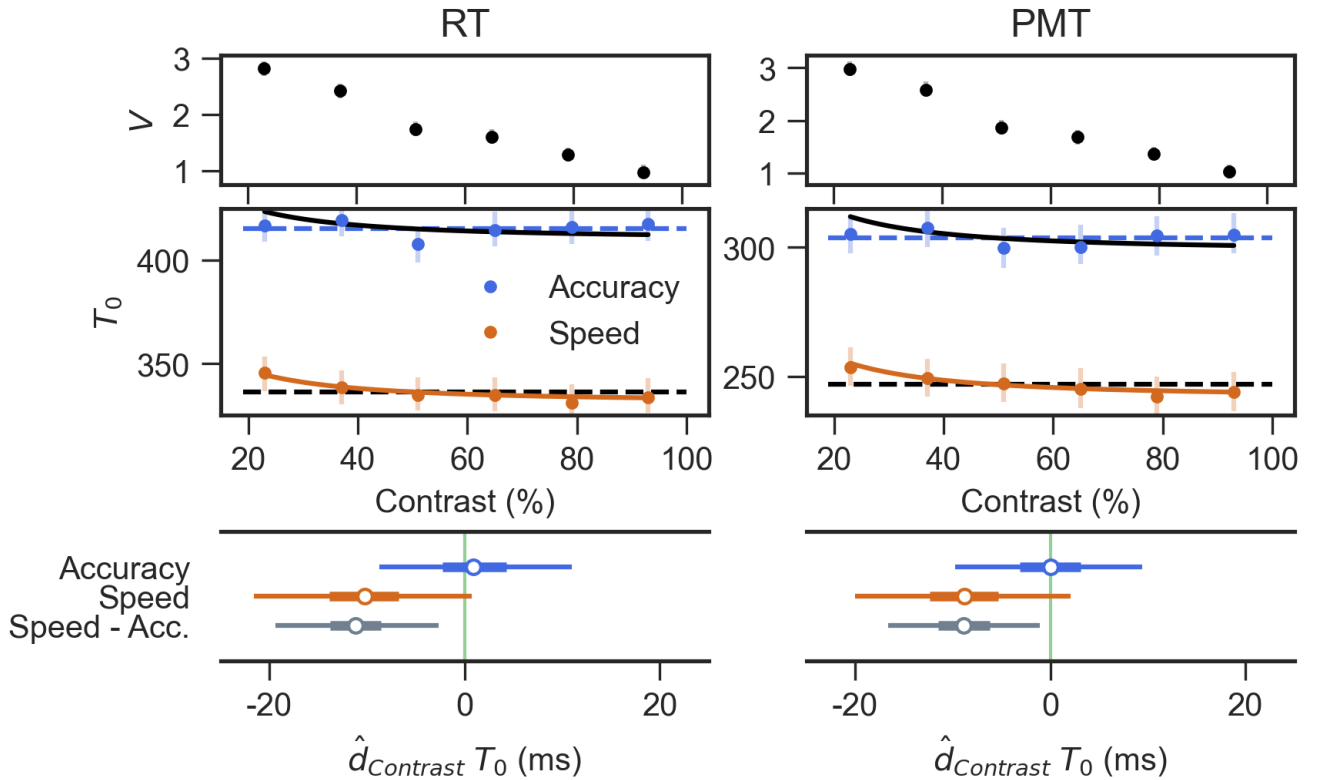 RT
PMT
V
3
2
1
3
2
1
T0
400
350
300
250
Accuracy
Speed
20 40 60 80 100
20 40 60 80 100
Contrast (%)
Contrast (%)
Accuracy
Speed
Speed - Acc.
-20 0 20
-20 0 20
d̂Contrast T0 (ms)
d̂Contrast T0 (ms)